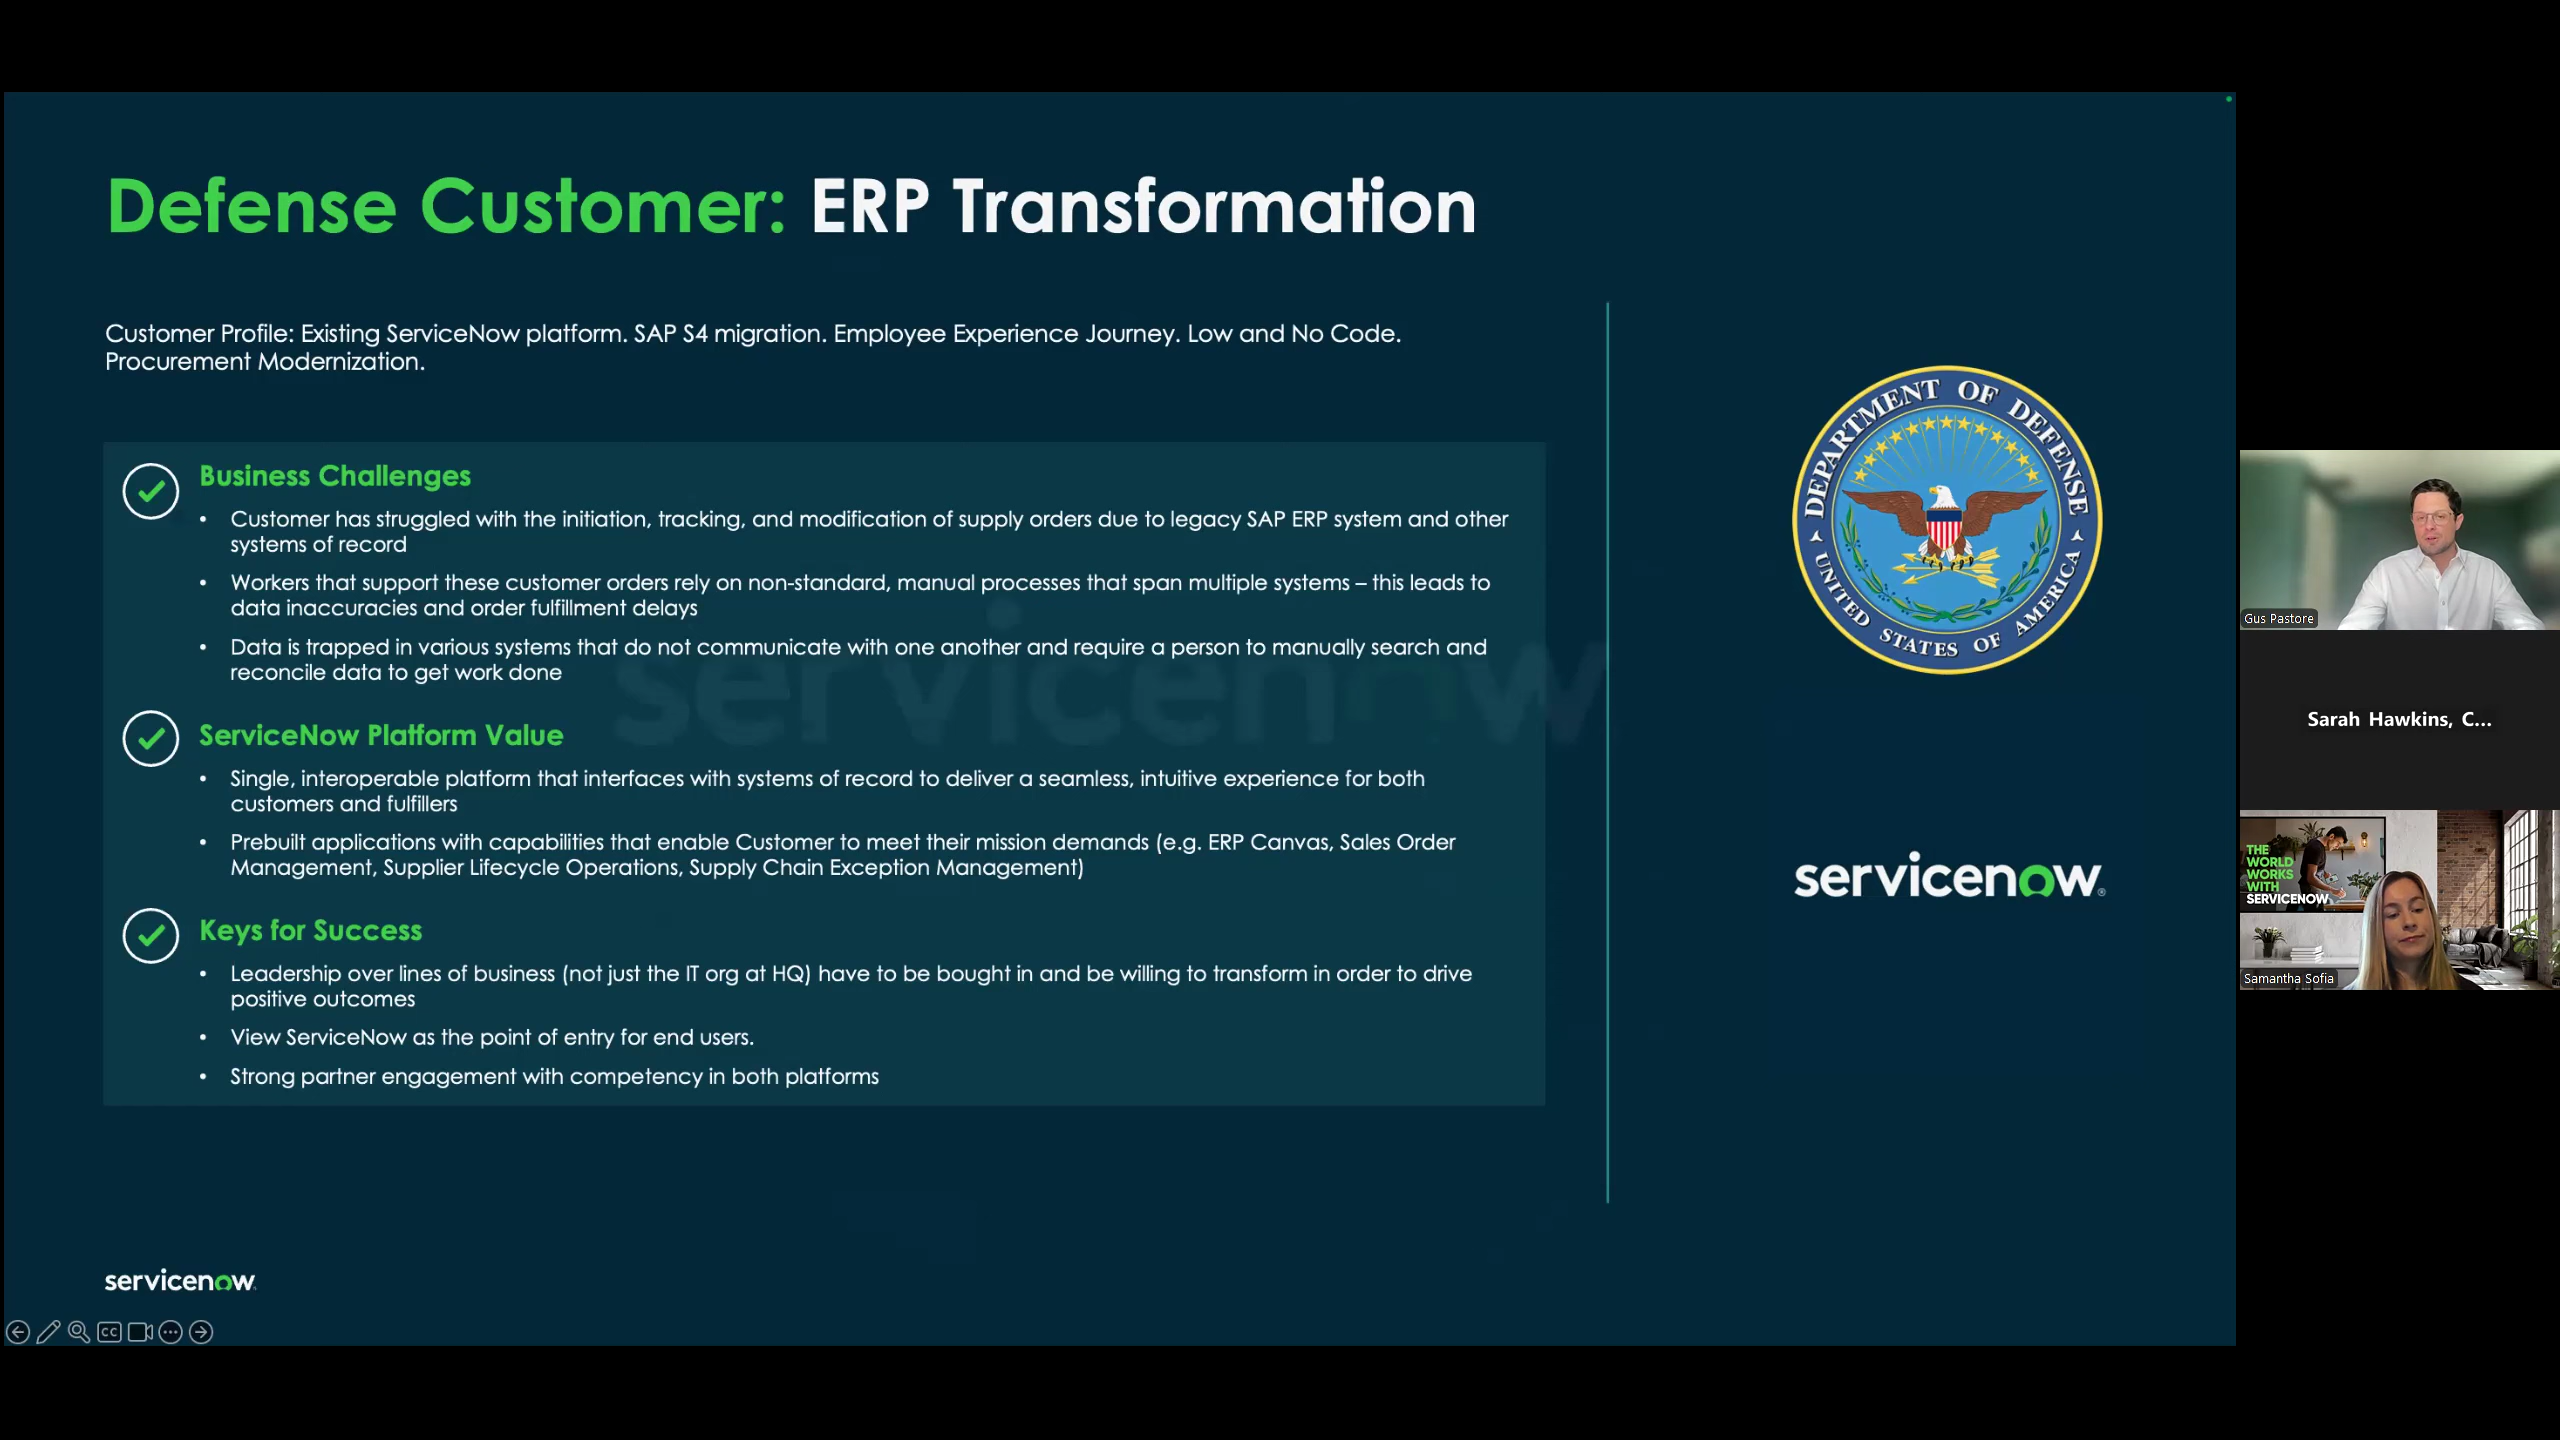 Defense Customer: ERP Transformation
Customer Profile: Existing ServiceNow platform. SAP S4 migration. Employee Experience Journey. Low and No Code.
Procurement Modernization.
Business Challenges
• Customer has struggled with the initiation, tracking, and modification of supply orders due to legacy SAP ERP system and other
systems of record
• Workers that support these customer orders rely on non-standard, manual processes that span multiple systems – this leads to
data inaccuracies and order fulfillment delays
• Data is trapped in various systems that do not communicate with one another and require a person to manually search and
reconcile data to get work done
servicenow
ServiceNow Platform Value
• Single, interoperable platform that interfaces with systems of record to deliver a seamless, intuitive experience for both
customers and fulfillers
• Prebuilt applications with capabilities that enable Customer to meet their mission demands (e.g. ERP Canvas, Sales Order
Management, Supplier Lifecycle Operations, Supply Chain Exception Management)
Keys for Success
• Leadership over lines of business (not just the IT org at HQ) have to be bought in and be willing to transform in order to drive
positive outcomes
• View ServiceNow as the point of entry for end users.
• Strong partner engagement with competency in both platforms
DEPARTMENT OF DEFENSE
UNITED STATES OF AMERICA
servicenow®
servicenow
CC
Gus Pastore
Sarah Hawkins, C...
THE
WORLD
WORKS
WITH
SERVICENOW
Samantha Sofia